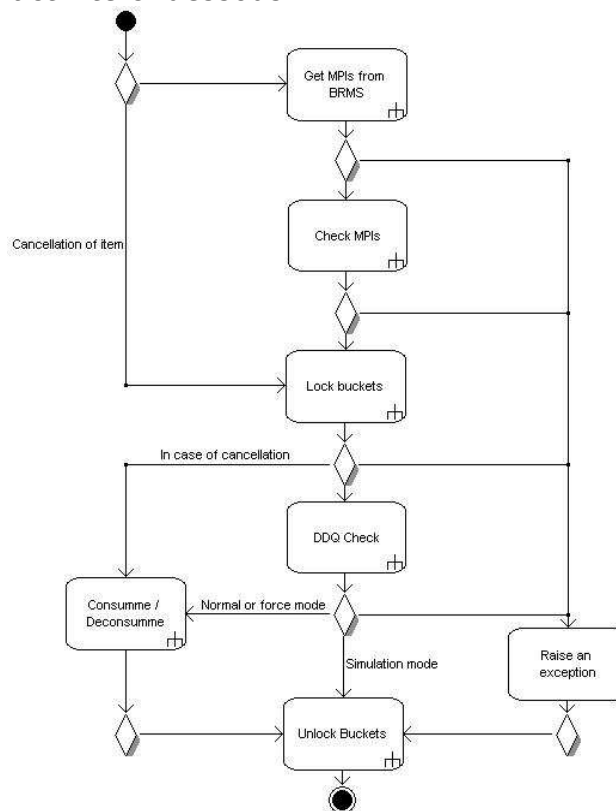 Get MPIs from
BRMS
Check MPIs
Cancellation of item
Lock buckets
In case of cancellation
DDQ Check
Consumme /
Deconsumme
Normal or force mode
Simulation mode
Raise an
exception
Unlock Buckets